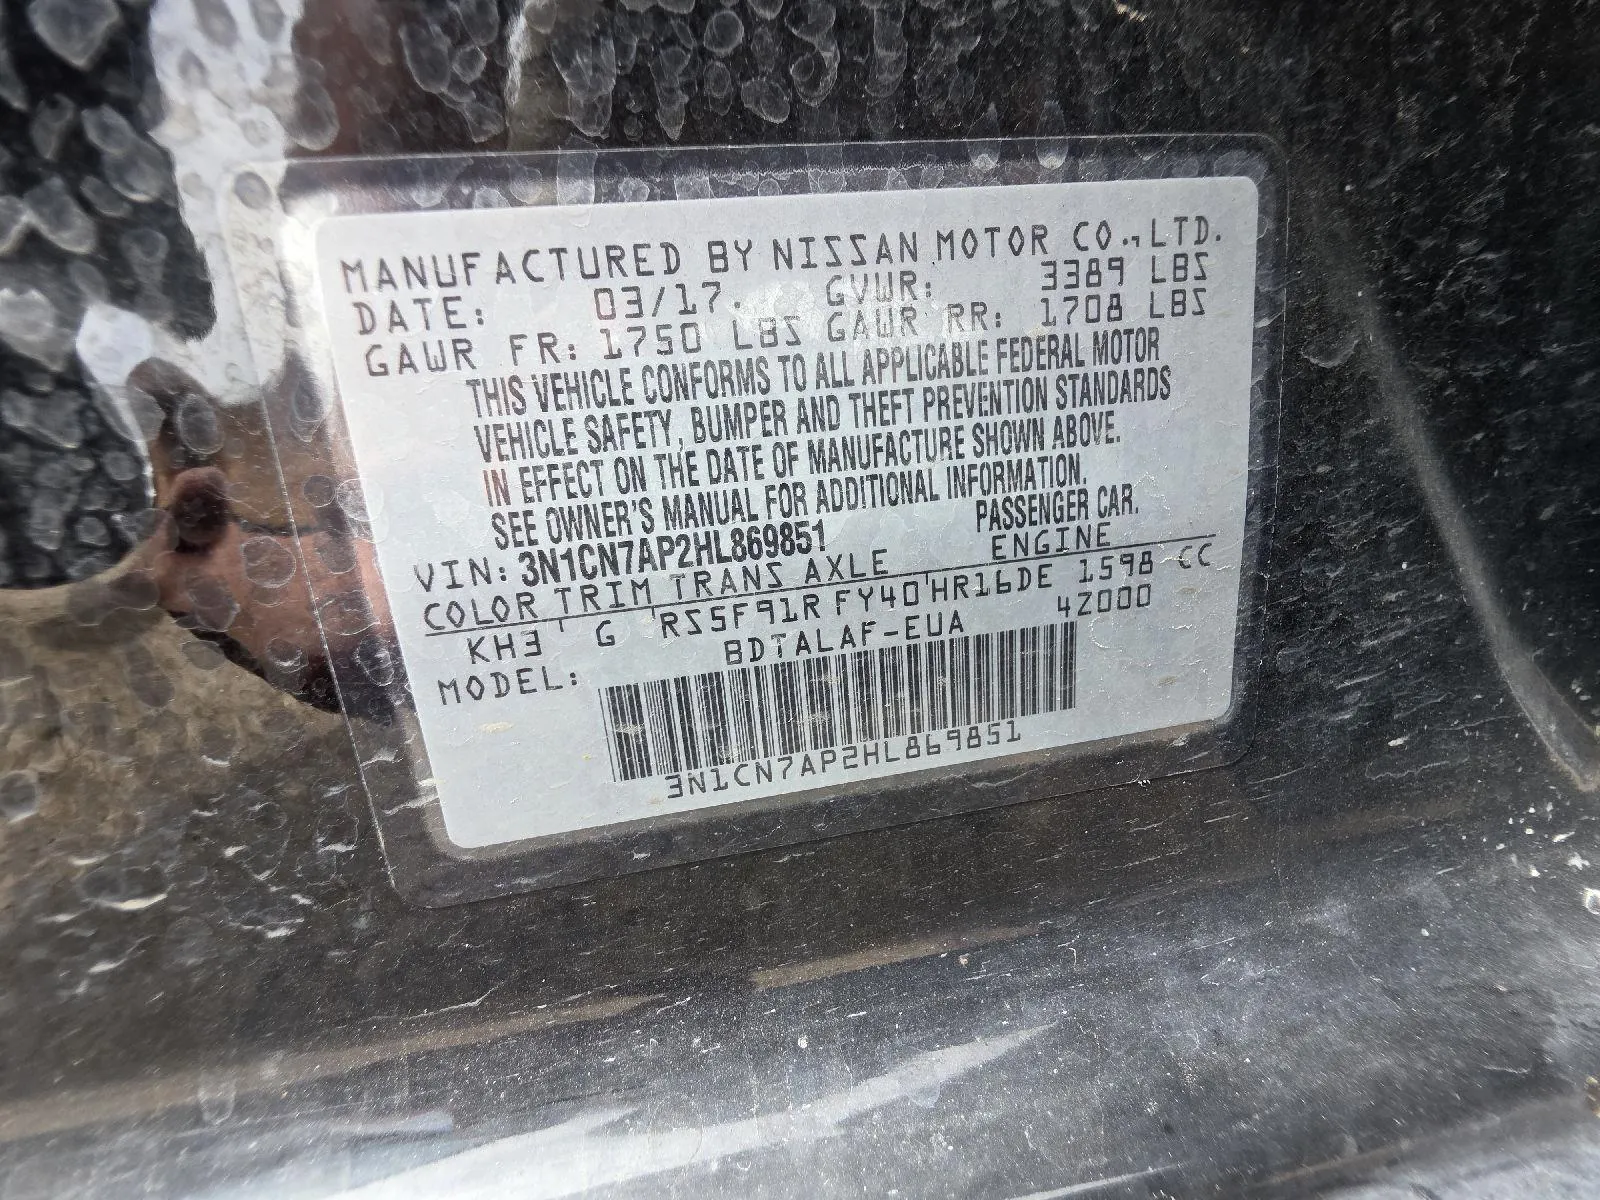 MANUFACTURED BY NISSAN MOTOR CO.,LTD.
DATE: 03/17. GVWR: 3389 LBS
GAWR FR: 1750 LBS GAWR RR: 1708 LBS
THIS VEHICLE CONFORMS TO ALL APPLICABLE FEDERAL MOTOR
VEHICLE SAFETY, BUMPER AND THEFT PREVENTION STANDARDS
IN EFFECT ON THE DATE OF MANUFACTURE SHOWN ABOVE.
SEE OWNER'S MANUAL FOR ADDITIONAL INFORMATION.
VIN: 3N1CN7AP2HL869851 PASSENGER CAR.
COLOR TRIM TRANS AXLE ENGINE
KH3 G RS5F91R FY40 HR16DE 1598 CC
MODEL: BDTALAF-EUA 4Z000
3N1CN7AP2HL869851